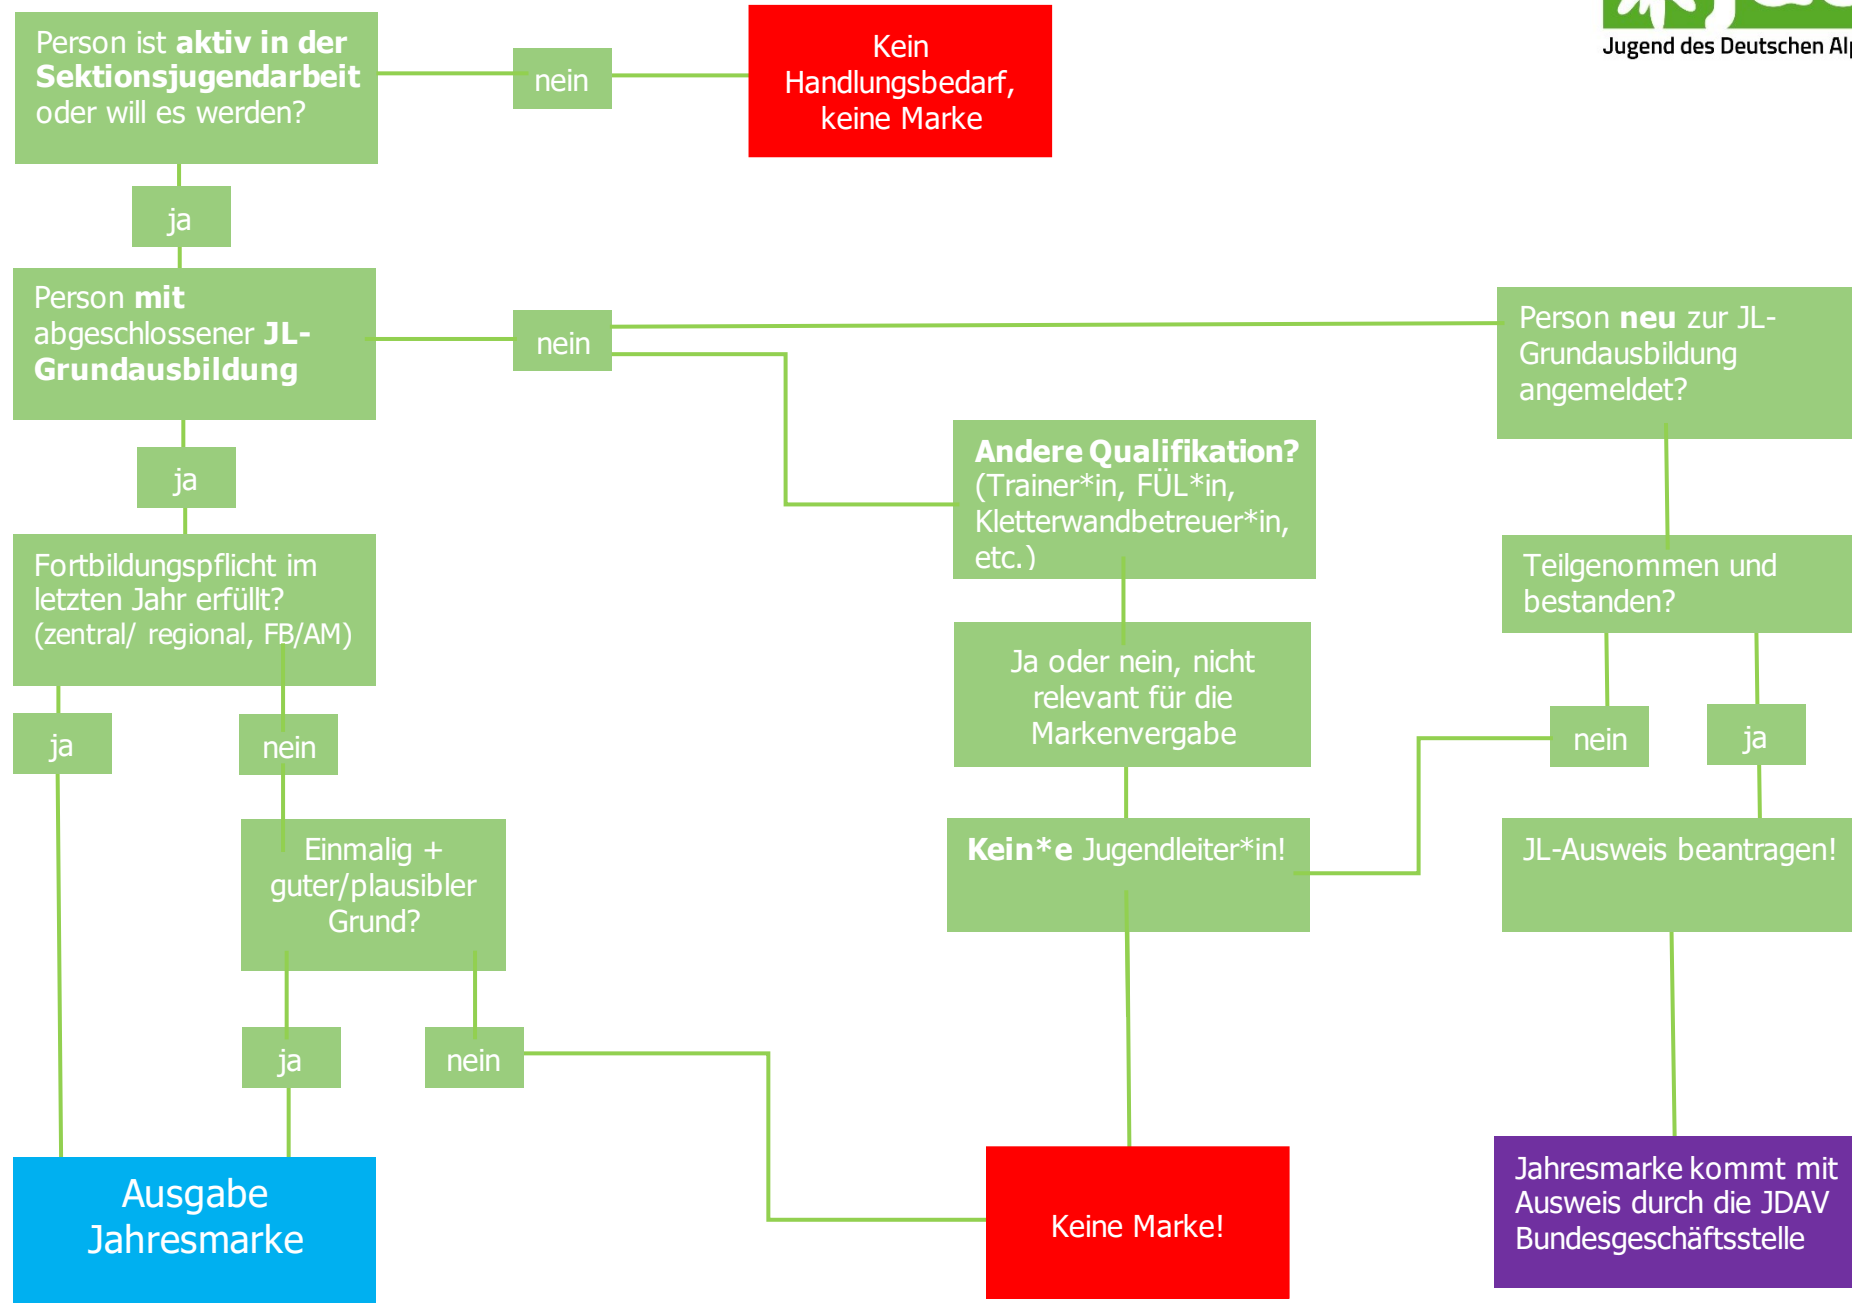 Person ist aktiv in der
Sektionsjugendarbeit
oder will es werden?
nein
Kein
Handlungsbedarf,
keine Marke
Jugend des Deutschen
ja
Person mit
abgeschlossener JL-
Grundausbildung
nein
Person neu zur JL-
Grundausbildung
angemeldet?
ja
Andere Qualifikation?
(Trainer*in, FÜL*in,
Kletterwandbetreuer*in,
etc.)
Fortbildungspflicht im
letzten Jahr erfüllt?
(zentral/ regional, FB/AM)
Teilgenommen und
bestanden?
Ja oder nein, nicht
relevant für die
Markenvergabe
ja
nein
nein
ja
Einmalig +
guter/plausibler
Grund?
Kein*e Jugendleiter*in!
JL-Ausweis beantragen!
ja
nein
Ausgabe
Jahresmarke
Keine Marke!
Jahresmarke kommt mit
Ausweis durch die JDAV
Bundesgeschäftsstelle